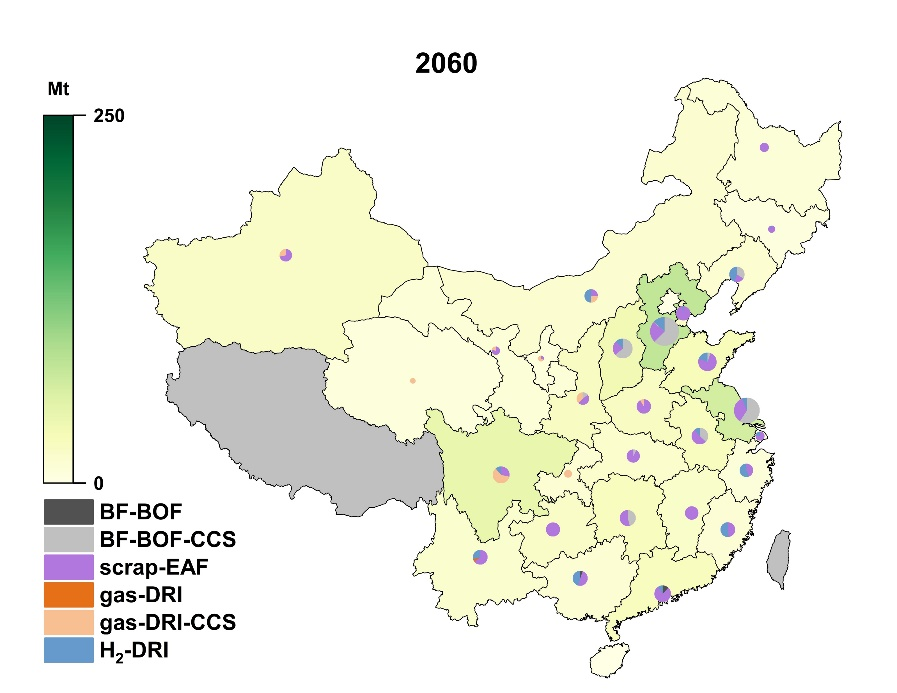 2060
Mt
250
0
BF-BOF
BF-BOF-CCS
scrap-EAF
gas-DRI
gas-DRI-CCS
H₂-DRI